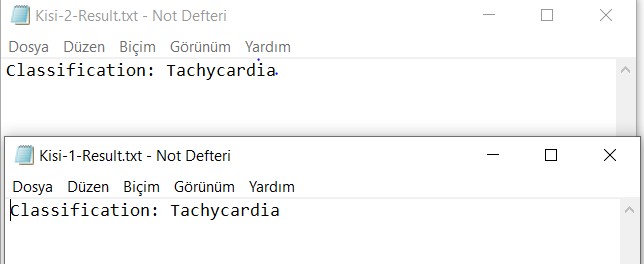 Kisi-2-Result.txt - Not Defteri
Dosya Düzen Biçim Görünüm Yardım
Classification: Tachycardia
Kisi-1-Result.txt - Not Defteri
Dosya Düzen Biçim Görünüm Yardım
Classification: Tachycardia